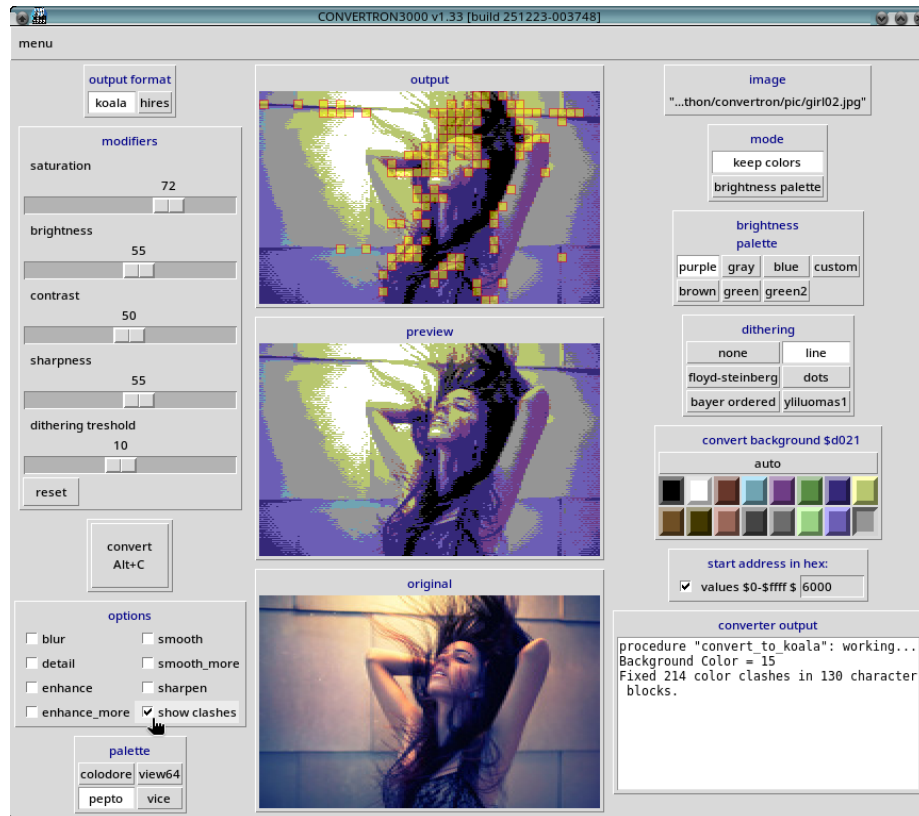 CONVERTRON3000 v1.33 [build 251223-003748]
menu
output format
koala hires
modifiers
saturation
72
brightness
55
contrast
50
sharpness
55
dithering treshold
10
reset
convert
Alt+C
options
blur smooth
detail smooth_more
enhance sharpen
enhance_more show clashes
palette
colodore view64
pepto vice
output
preview
original
image
"...thon/convertron/pic/girl02.jpg"
mode
keep colors
brightness palette
brightness
palette
purple gray blue custom
brown green green2
dithering
none line
floyd-steinberg dots
bayer ordered yliluomas1
convert background $d021
auto
start address in hex:
values $0-$ffff $ 6000
converter output
procedure "convert_to_koala": working...
Background Color = 15
Fixed 214 color clashes in 130 character
blocks.